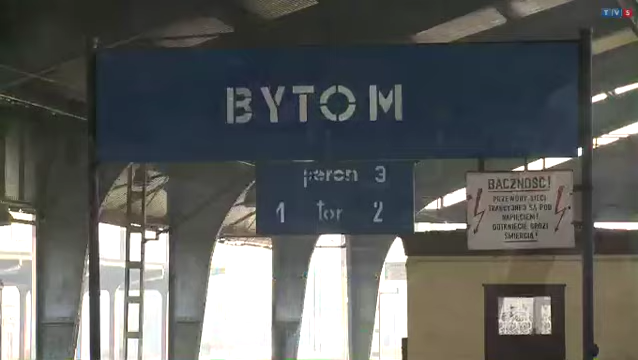 TVS
BYTOM
peron 3
1 tor 2
BACZNOŚĆ!
PRZEWODY SIECI
TRAKCYJNEJ SĄ POD
NAPIĘCIEM!
DOTKNIĘCIE GROZI
ŚMIERCIĄ!